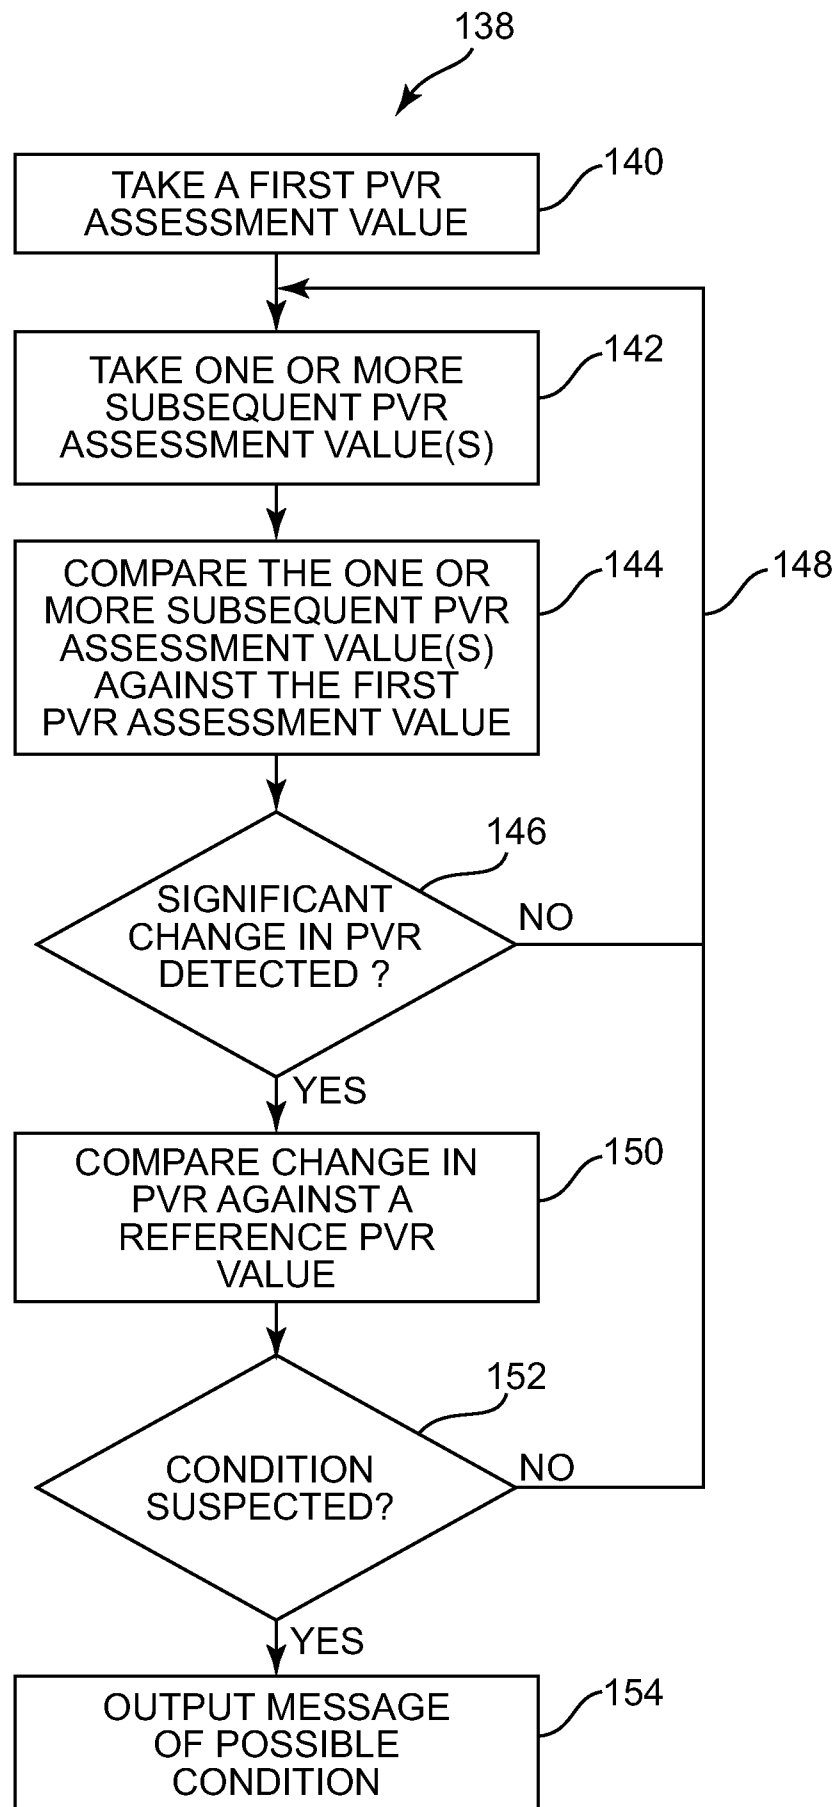 138
TAKE A FIRST PVR
ASSESSMENT VALUE
140
TAKE ONE OR MORE
SUBSEQUENT PVR
ASSESSMENT VALUE(S)
142
COMPARE THE ONE OR
MORE SUBSEQUENT PVR
ASSESSMENT VALUE(S)
AGAINST THE FIRST
PVR ASSESSMENT VALUE
144
148
146
SIGNIFICANT
CHANGE IN PVR
DETECTED ?
NO
YES
COMPARE CHANGE IN
PVR AGAINST A
REFERENCE PVR
VALUE
150
152
CONDITION
SUSPECTED?
NO
YES
OUTPUT MESSAGE
OF POSSIBLE
CONDITION
154